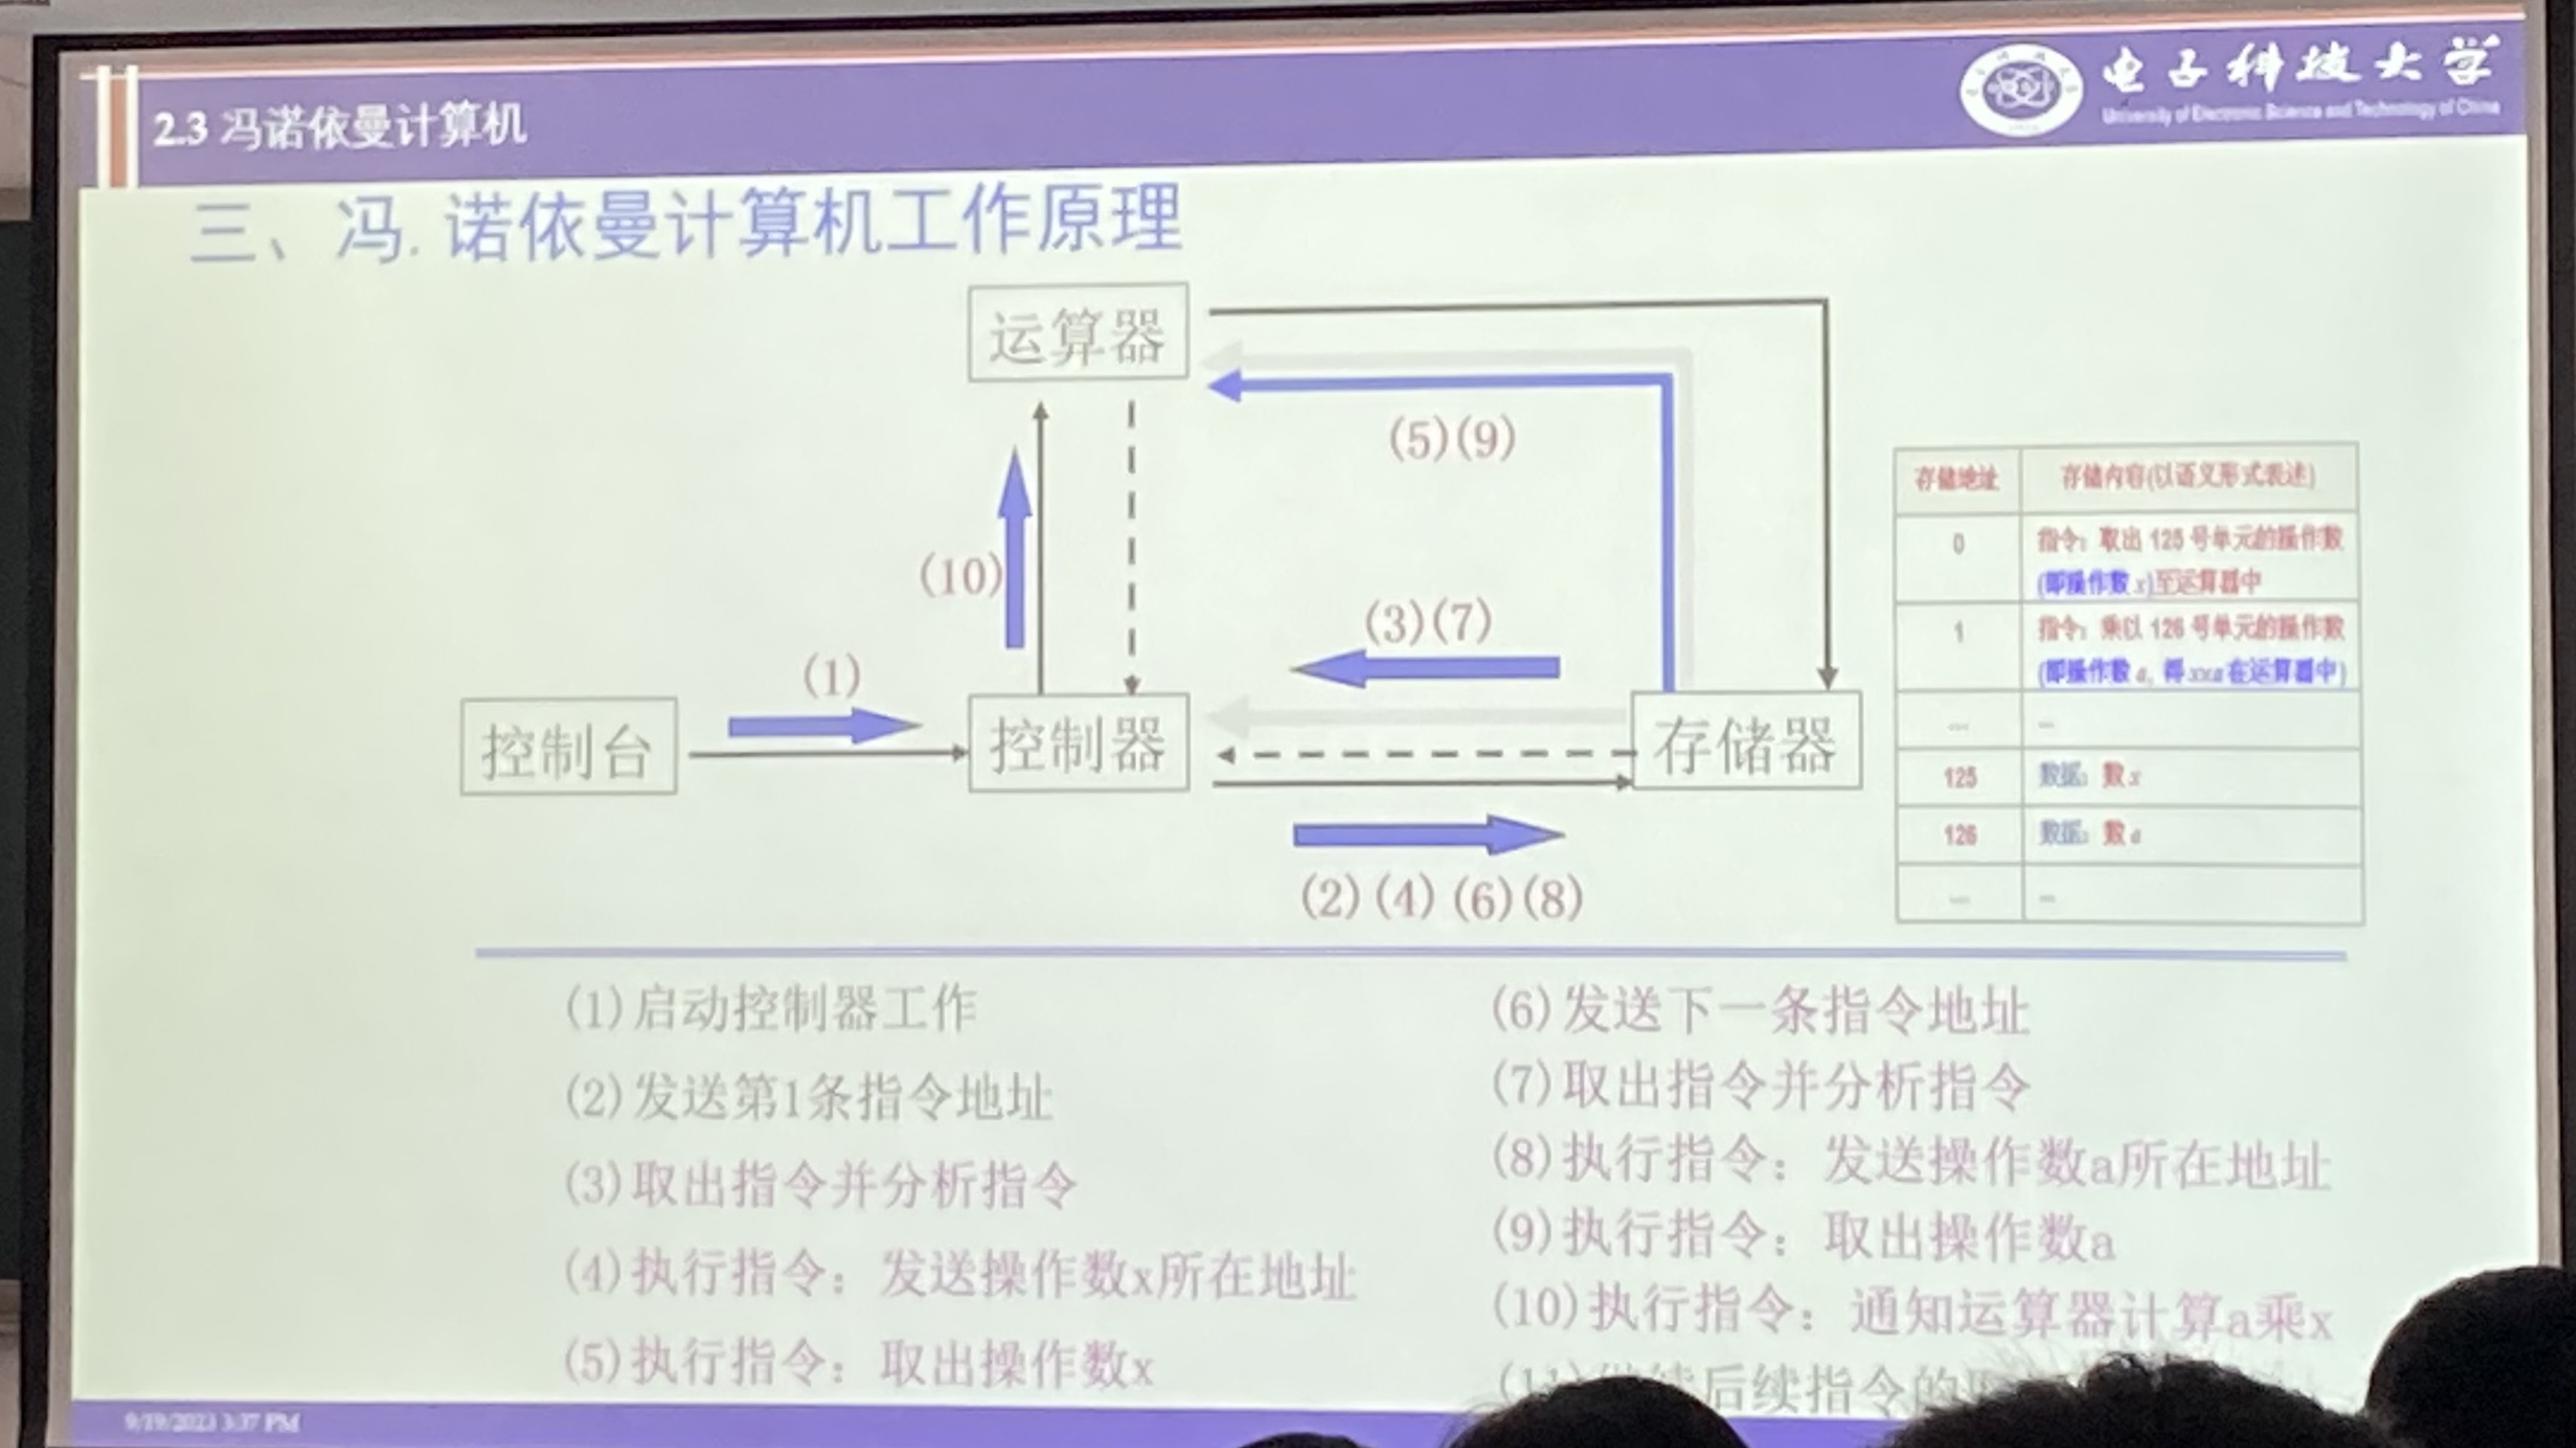 2.3 冯诺依曼计算机
电子科技大学
University of Electronic Science and Technology of China
三、冯.诺依曼计算机工作原理
运算器
(5)(9)
(10)
(3)(7)
(1)
控制台
控制器
存储器
(2)(4)(6)(8)
存储地址 存储内容(以语义形式表述)
0 指令：取出 125 号单元的操作数
(即操作数 x)至运算器中
1 指令：乘以 126 号单元的操作数
(即操作数 a，得 x×a 在运算器中)
... ...
125 数据：数 x
126 数据：数 a
... ...
(1)启动控制器工作
(2)发送第1条指令地址
(3)取出指令并分析指令
(4)执行指令：发送操作数x所在地址
(5)执行指令：取出操作数x
(6)发送下一条指令地址
(7)取出指令并分析指令
(8)执行指令：发送操作数a所在地址
(9)执行指令：取出操作数a
(10)执行指令：通知运算器计算a乘x
(11) 续后续指令的
9/19/2023 3:37 PM